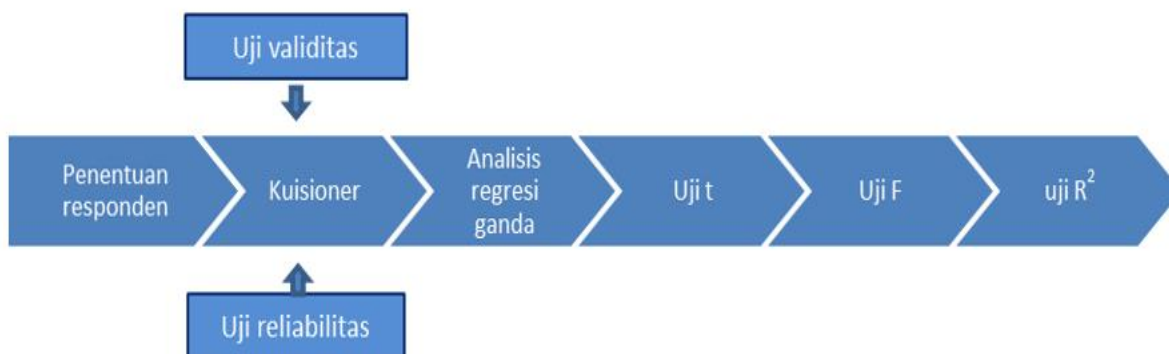 Uji validitas
Penentuan
responden
Kuisioner
Analisis
regresi
ganda
Uji t
Uji F
uji R²
Uji reliabilitas